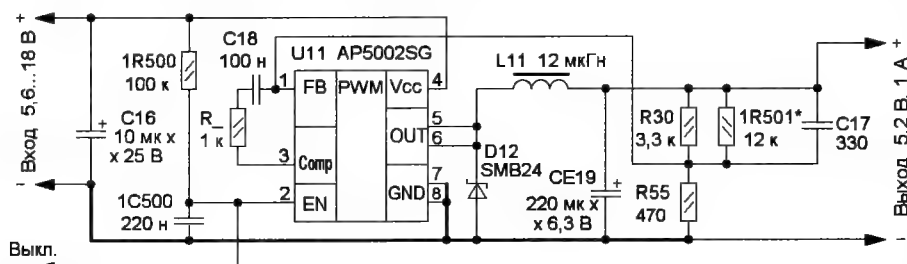 +
Вход 5,6...18 В
−
C16
10 мк x
x 25 В
1R500
100 к
1C500
220 н
Выкл.
C18
100 н
R_
1 к
U11 AP5002SG
1
FB
PWM
Vcc
4
OUT
5
6
3
Comp
2
EN
GND
7
8
L11 12 мкГн
D12
SMB24
CE19
220 мк x
x 6,3 В
R30
3,3 к
1R501*
12 к
C17
330
R55
470
+
Выход 5,2 В, 1 А
−